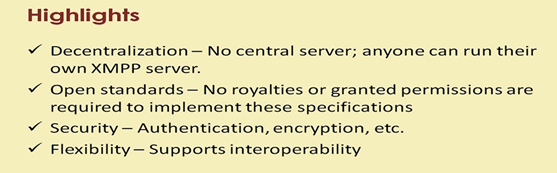 Highlights
✓ Decentralization – No central server; anyone can run their
own XMPP server.
✓ Open standards – No royalties or granted permissions are
required to implement these specifications
✓ Security – Authentication, encryption, etc.
✓ Flexibility – Supports interoperability